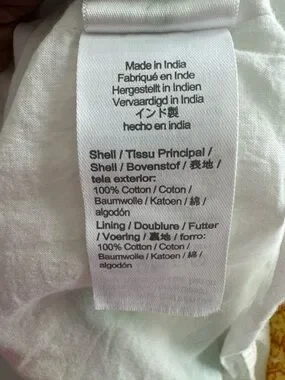 Made in India
Fabriqué en Inde
Hergestellt in Indien
Vervaardigd in India
インド製
hecho en india
Shell / Tissu Principal /
Shell / Bovenstof / 表地 /
tela exterior:
100% Cotton / Coton /
Baumwolle / Katoen / 綿 /
algodón
Lining / Doublure / Futter
/ Voering / 裏地 / forro:
100% Cotton / Coton /
Baumwolle / Katoen / 綿 /
algodón